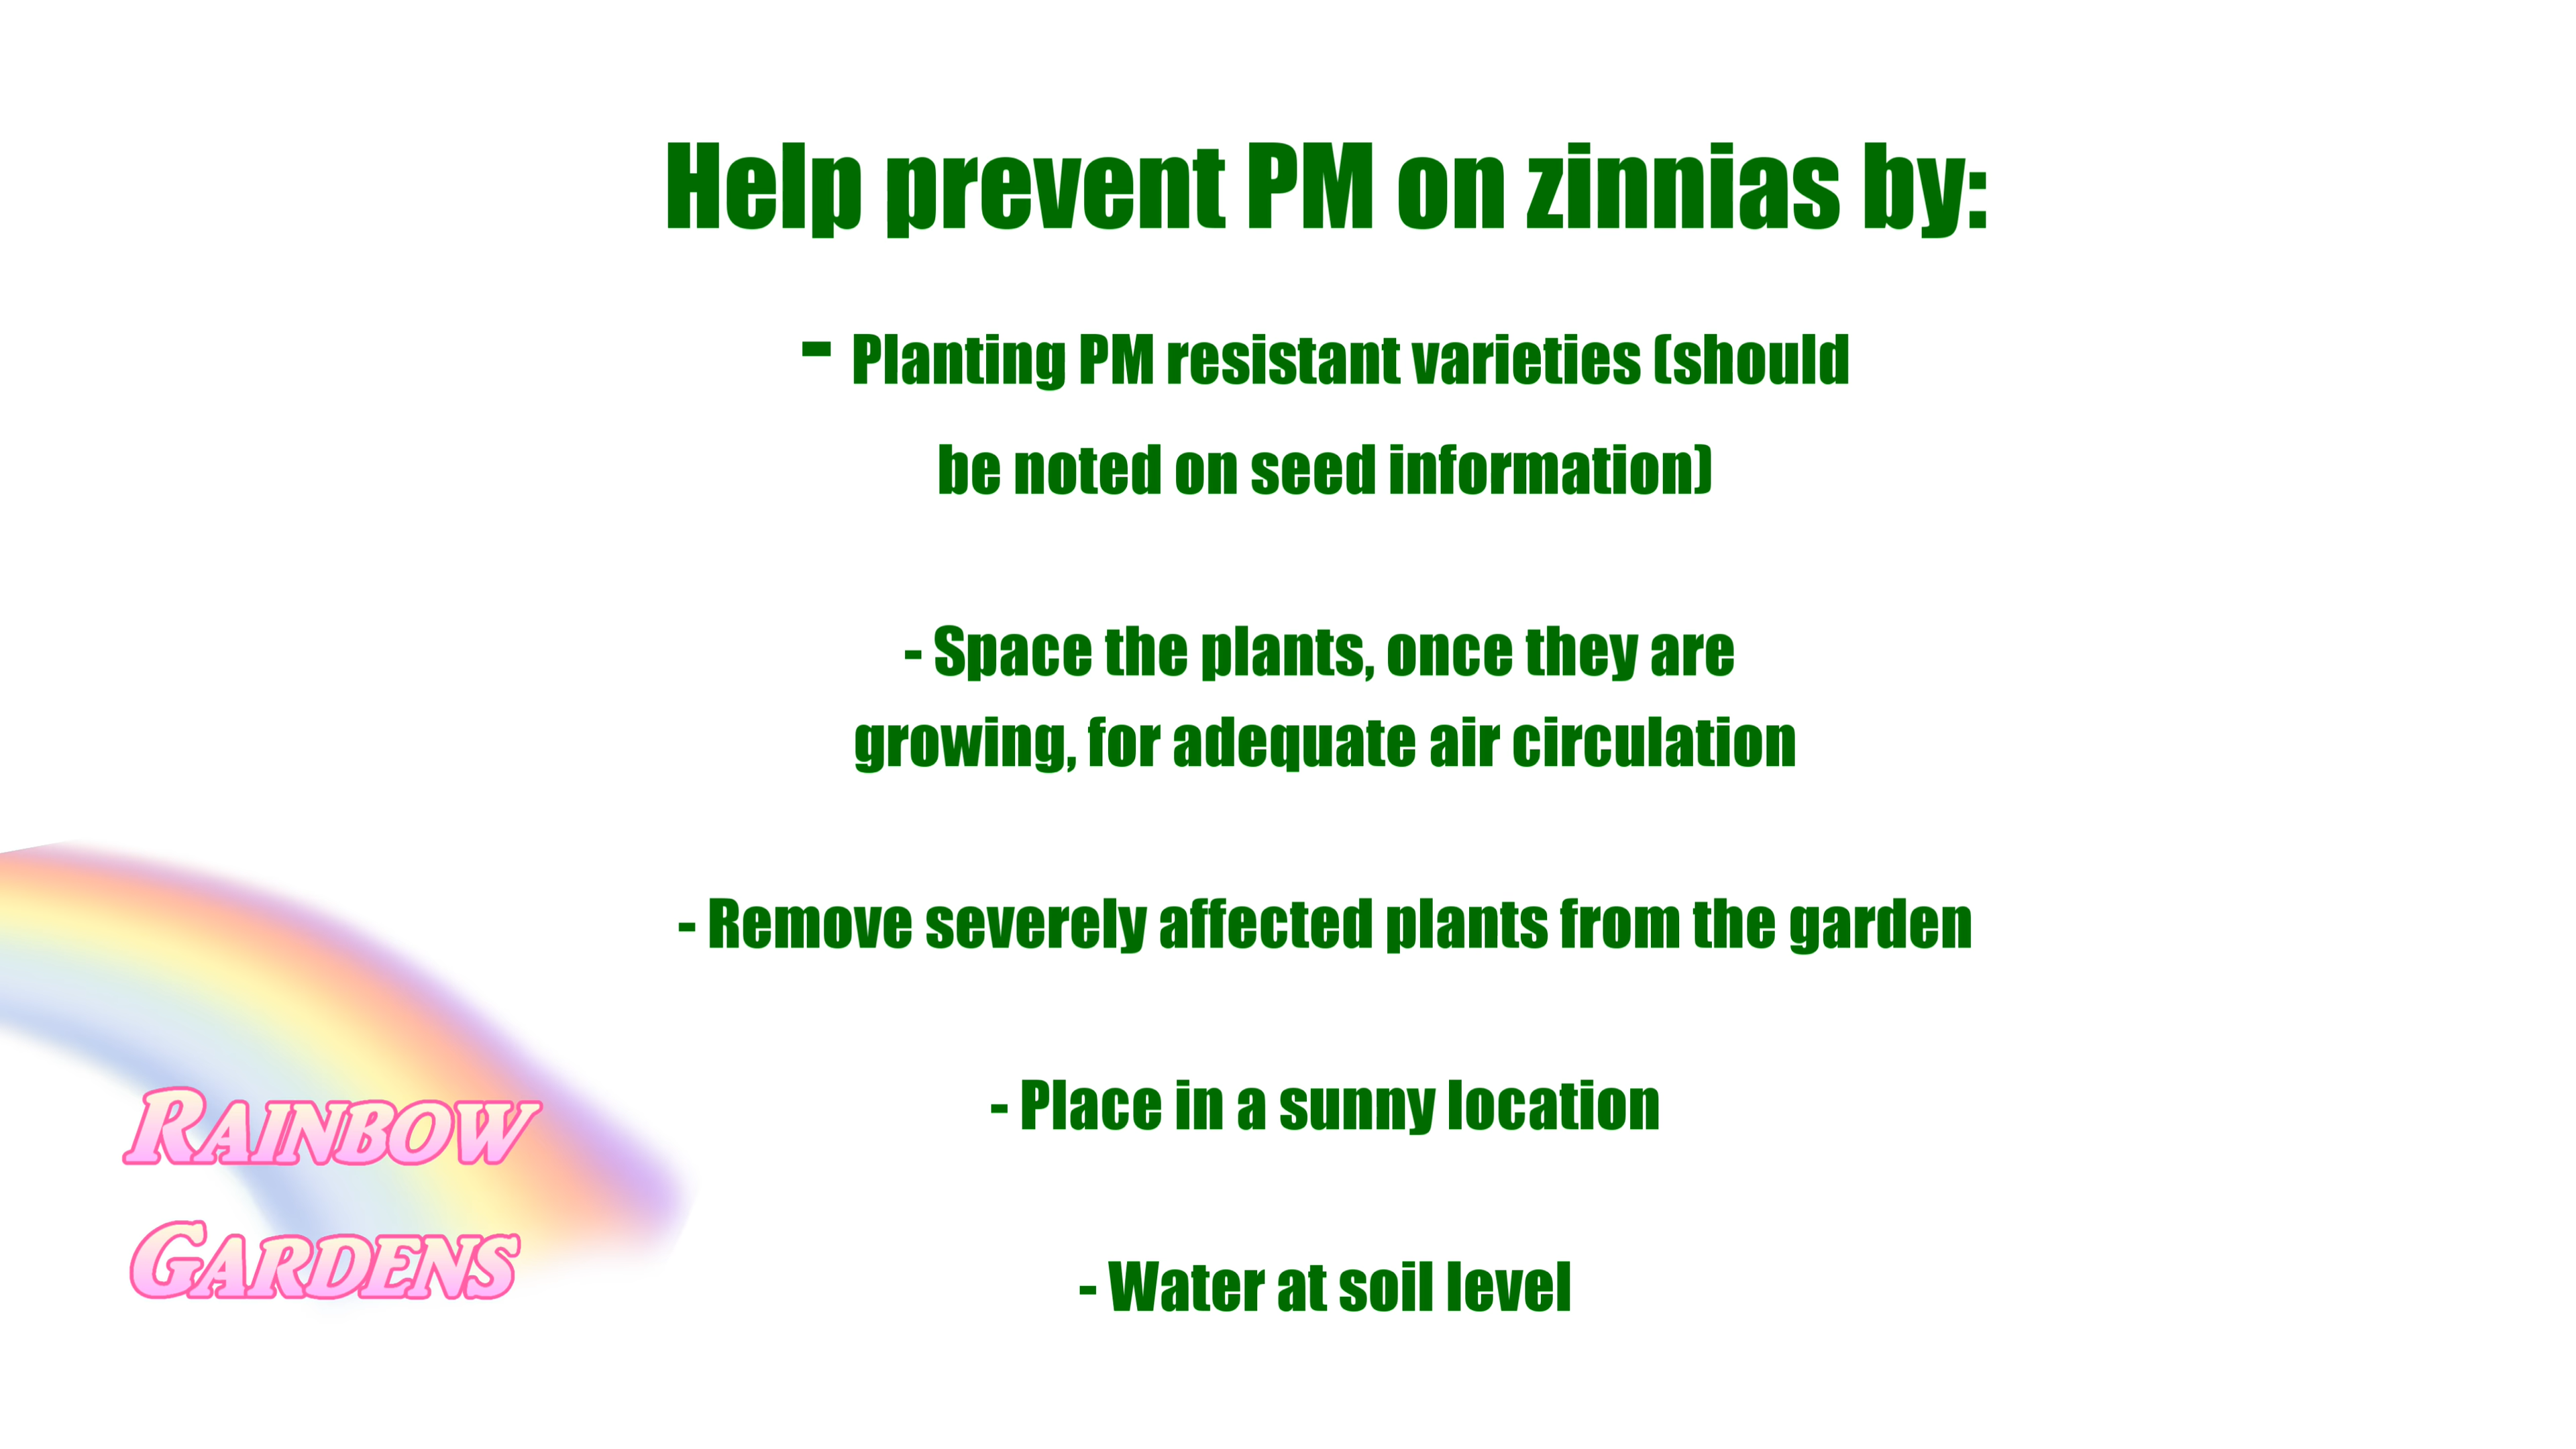 Help prevent PM on zinnias by:
- Planting PM resistant varieties (should
be noted on seed information)
- Space the plants, once they are
growing, for adequate air circulation
- Remove severely affected plants from the garden
- Place in a sunny location
- Water at soil level
RAINBOW
GARDENS